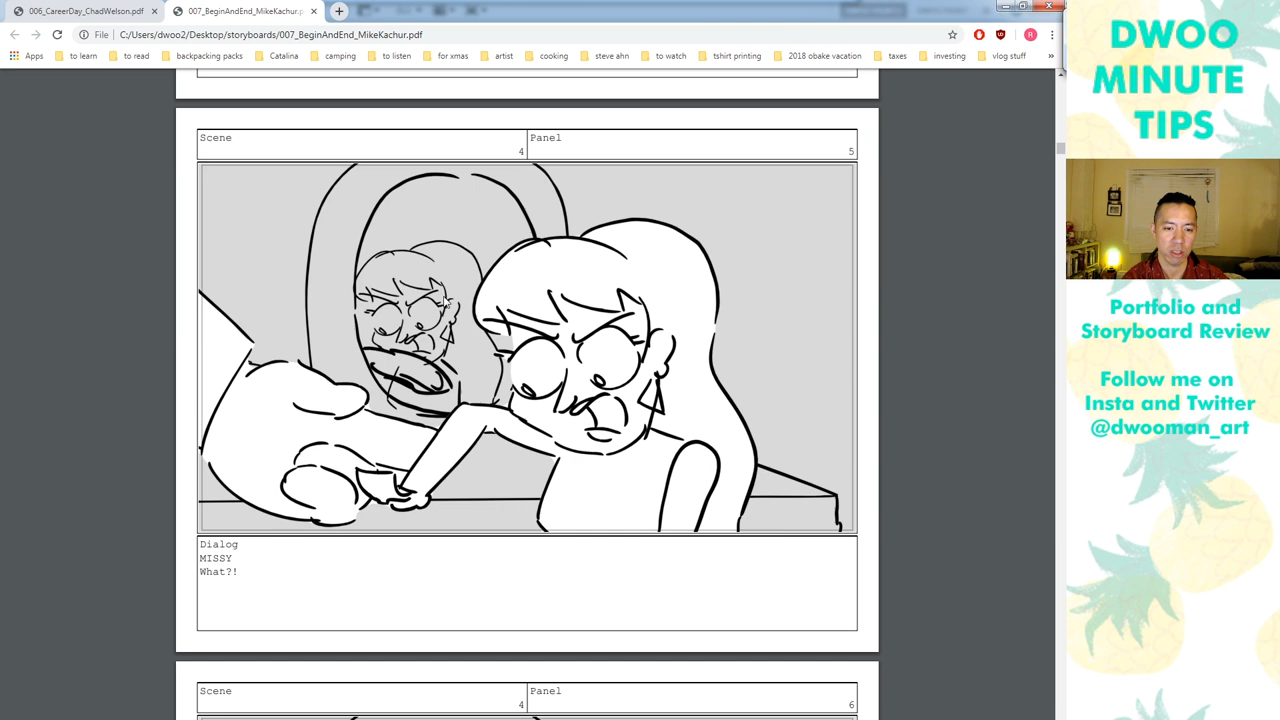 006_CareerDay_ChadWelson.pdf
007_BeginAndEnd_MikeKachur.pdf
File
C:/Users/dwoo2/Desktop/storyboards/007_BeginAndEnd_MikeKachur.pdf
R
Apps
to learn
to read
backpacking papers
Catalina
camping
to listen
for xmas
artist
cooking
steve ahn
to watch
tshirt printing
2018 obake vacation
taxes
investing
vlog stuff
»
Scene
4
Panel
5
Dialog
MISSY
What?!
Scene
4
Panel
6
DWOO
MINUTE
TIPS
Portfolio and
Storyboard Review
Follow me on
Insta and Twitter
@dwooman_art